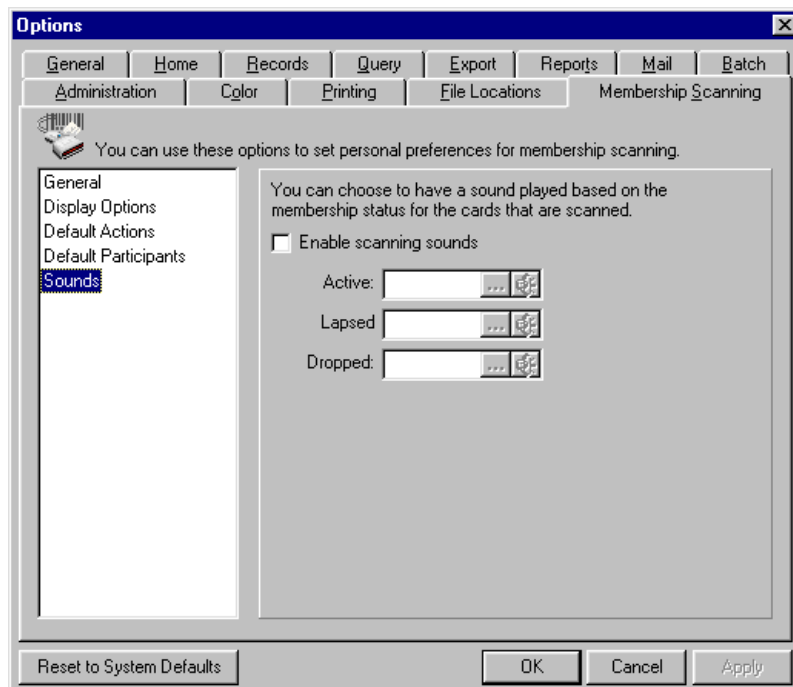 Options
General Home Records Query Export Reports Mail Batch
Administration Color Printing File Locations Membership Scanning
You can use these options to set personal preferences for membership scanning.
General
Display Options
Default Actions
Default Participants
Sounds
You can choose to have a sound played based on the
membership status for the cards that are scanned.
Enable scanning sounds
Active: ...
Lapsed ...
Dropped: ...
Reset to System Defaults OK Cancel Apply